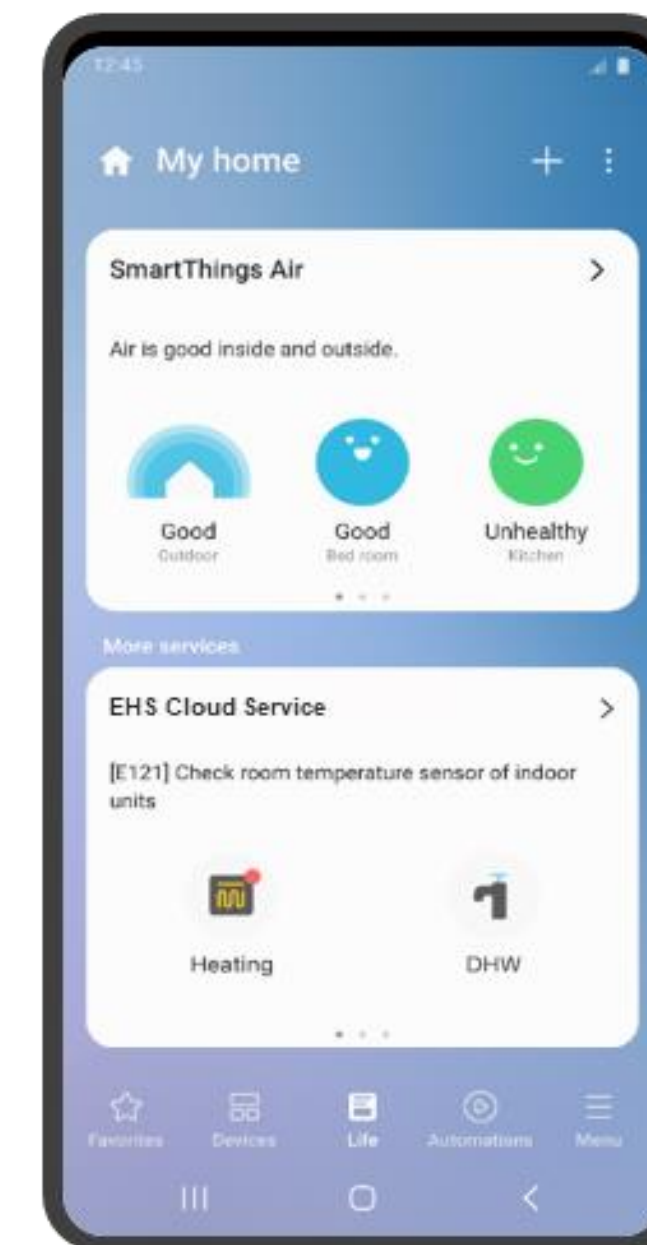 12:45
My home
SmartThings Air
Air is good inside and outside.
Good
Outdoor
Good
Bed room
Unhealthy
Kitchen
More services
EHS Cloud Service
[E121] Check room temperature sensor of indoor
units
Heating
DHW
Favorites
Devices
Life
Automations
Menu